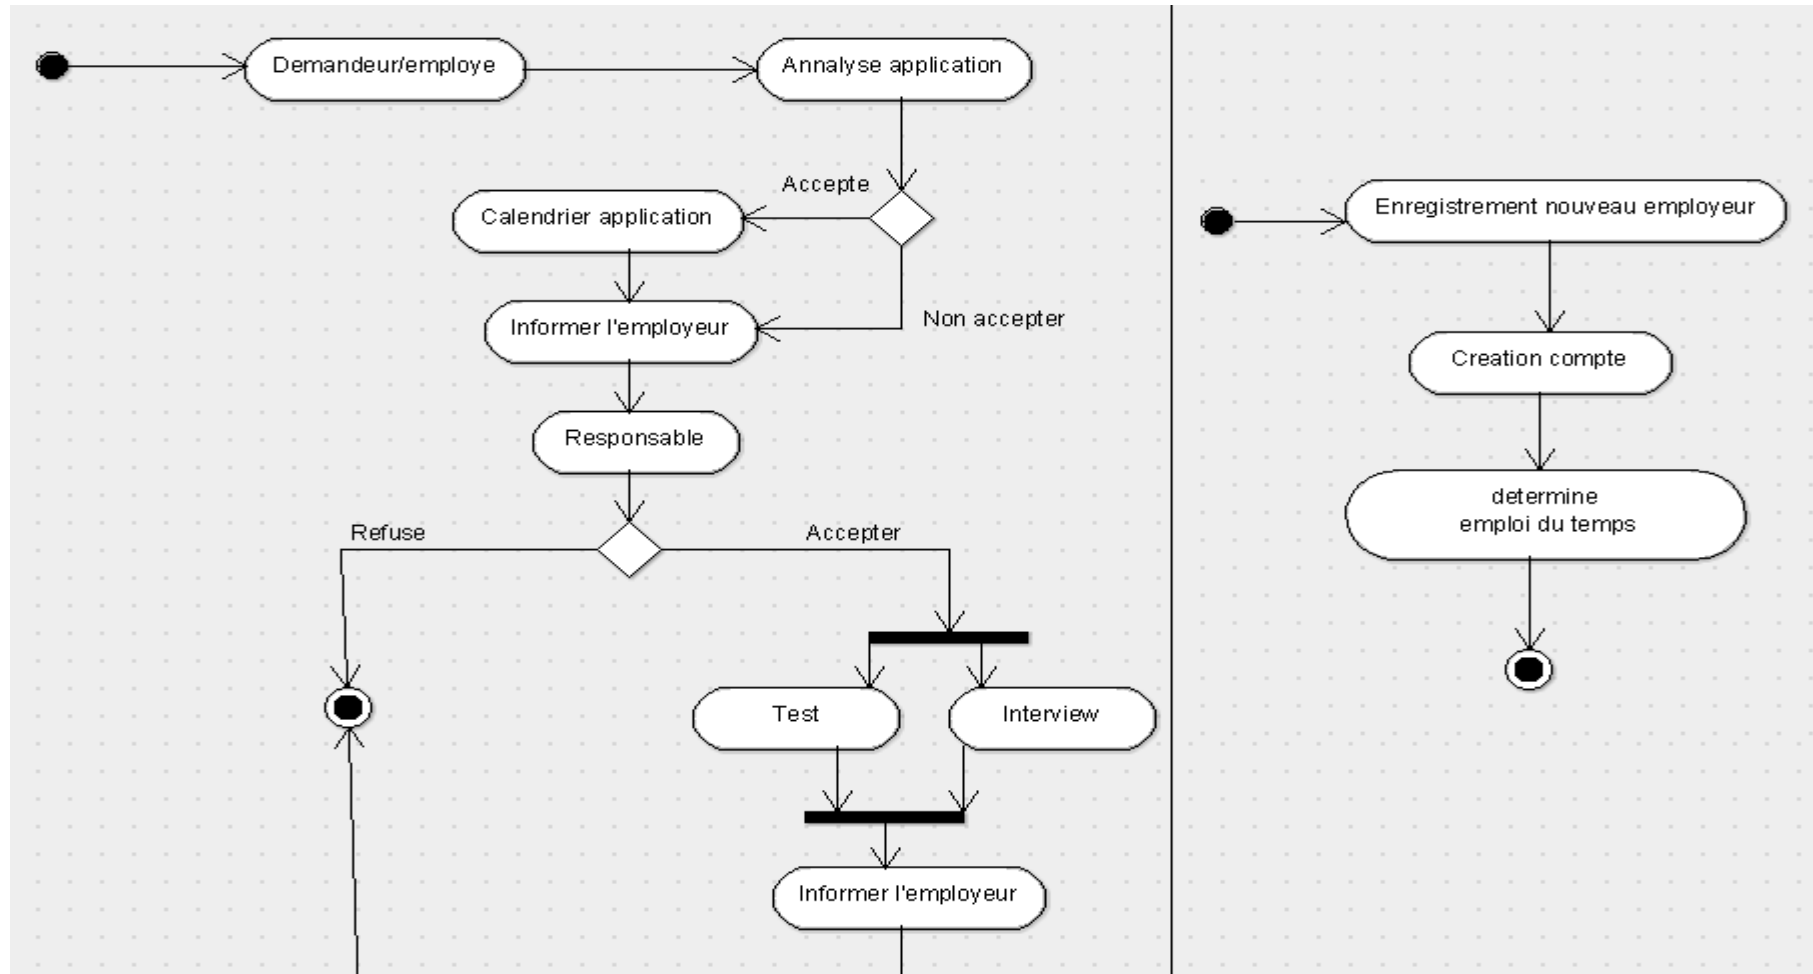 Demandeur/employe
Annalyse application
Accepte
Calendrier application
Informer l'employeur
Non accepter
Responsable
Refuse
Accepter
Test
Interview
Informer l'employeur
Enregistrement nouveau employeur
Creation compte
determine
emploi du temps